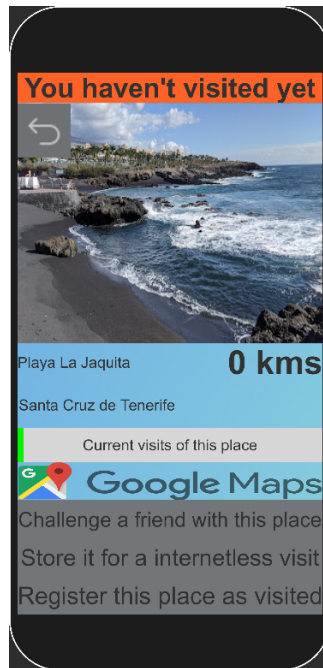 You haven't visited yet
Playa La Jaquita
0 kms
Santa Cruz de Tenerife
Current visits of this place
G
Google Maps
Challenge a friend with this place
Store it for a internetless visit
Register this place as visited